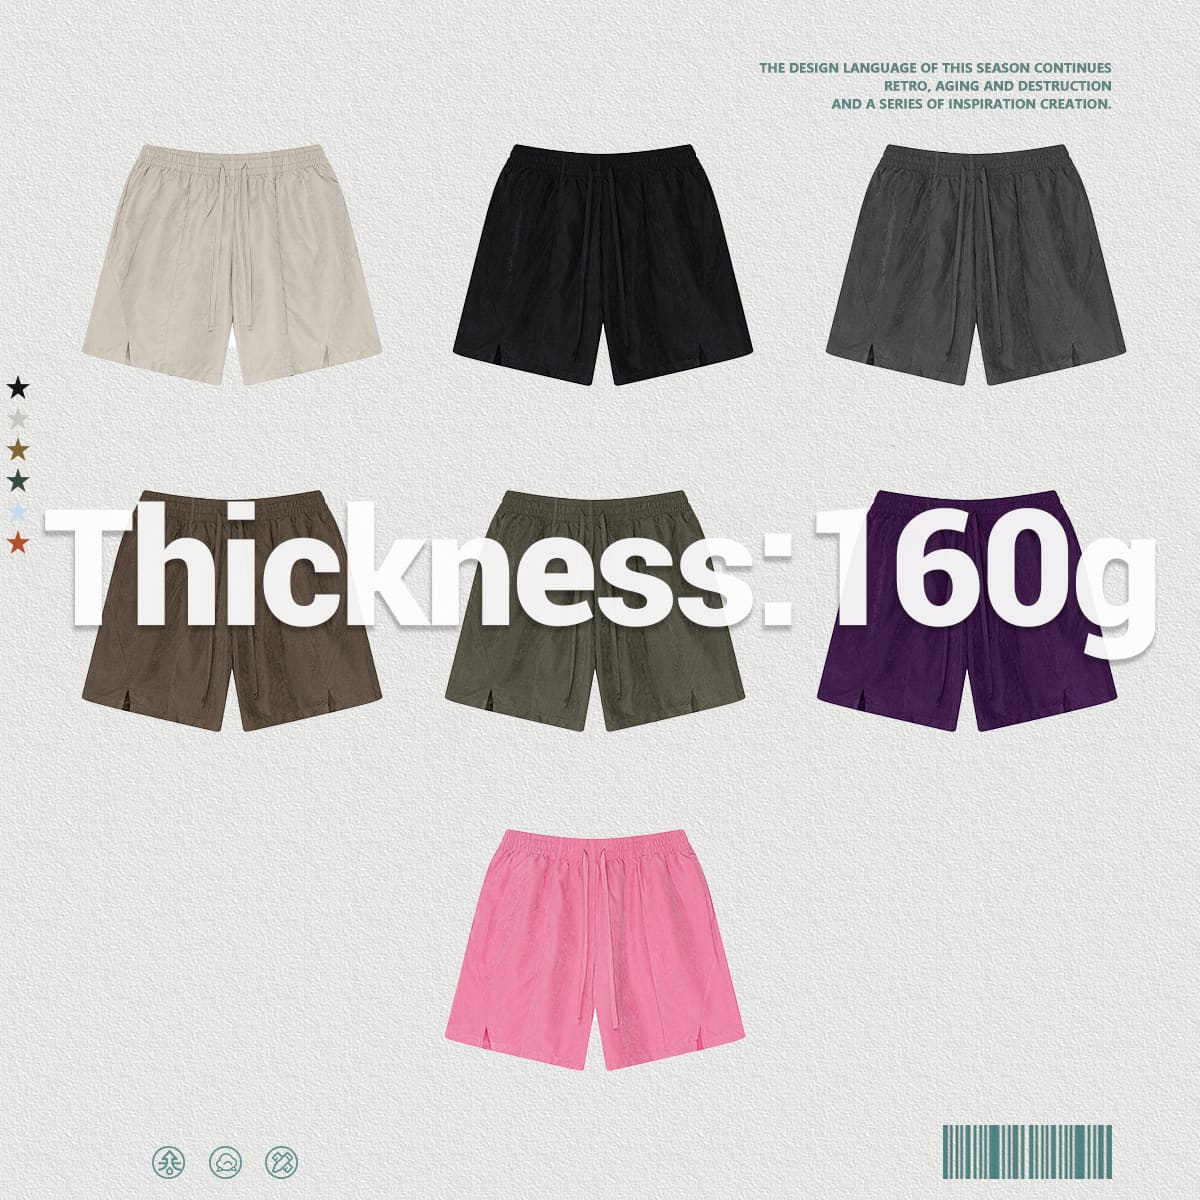 THE DESIGN LANGUAGE OF THIS SEASON CONTINUES
RETRO, AGING AND DESTRUCTION
AND A SERIES OF INSPIRATION CREATION.
Thickness: 160g